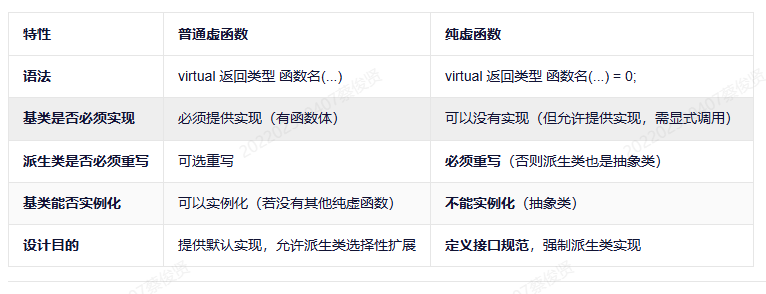 特性 普通虚函数 纯虚函数
语法 virtual 返回类型 函数名(...) virtual 返回类型 函数名(...) = 0;
基类是否必须实现 必须提供实现（有函数体） 可以没有实现（但允许提供实现，需显式调用）
派生类是否必须重写 可选重写 必须重写（否则派生类也是抽象类）
基类能否实例化 可以实例化（若没有其他纯虚函数） 不能实例化（抽象类）
设计目的 提供默认实现，允许派生类选择性扩展 定义接口规范，强制派生类实现